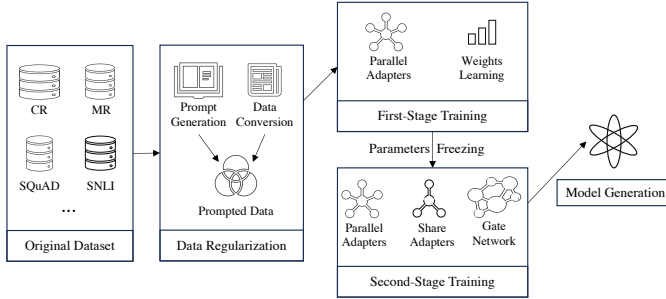 CR MR
SQuAD SNLI
...
Original Dataset
Prompt Generation
Data Conversion
Prompted Data
Data Regularization
Parallel Adapters
Weights Learning
First-Stage Training
Parameters Freezing
Parallel Adapters
Share Adapters
Gate Network
Second-Stage Training
Model Generation